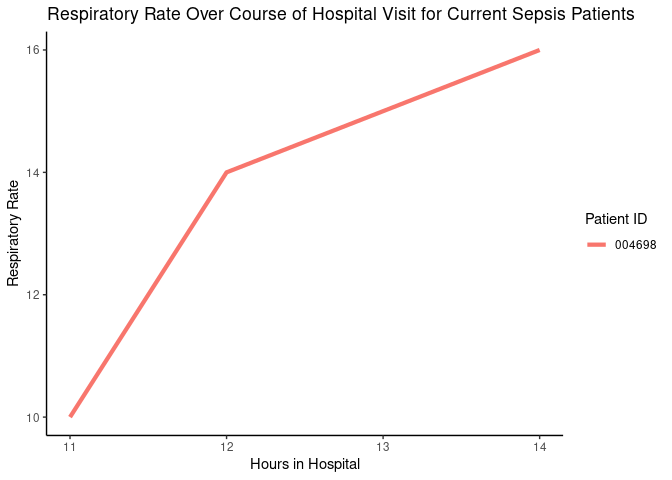 Respiratory Rate Over Course of Hospital Visit for Current Sepsis Patients
16
14
12
10
Respiratory Rate
11 12 13 14
Hours in Hospital
Patient ID
004698